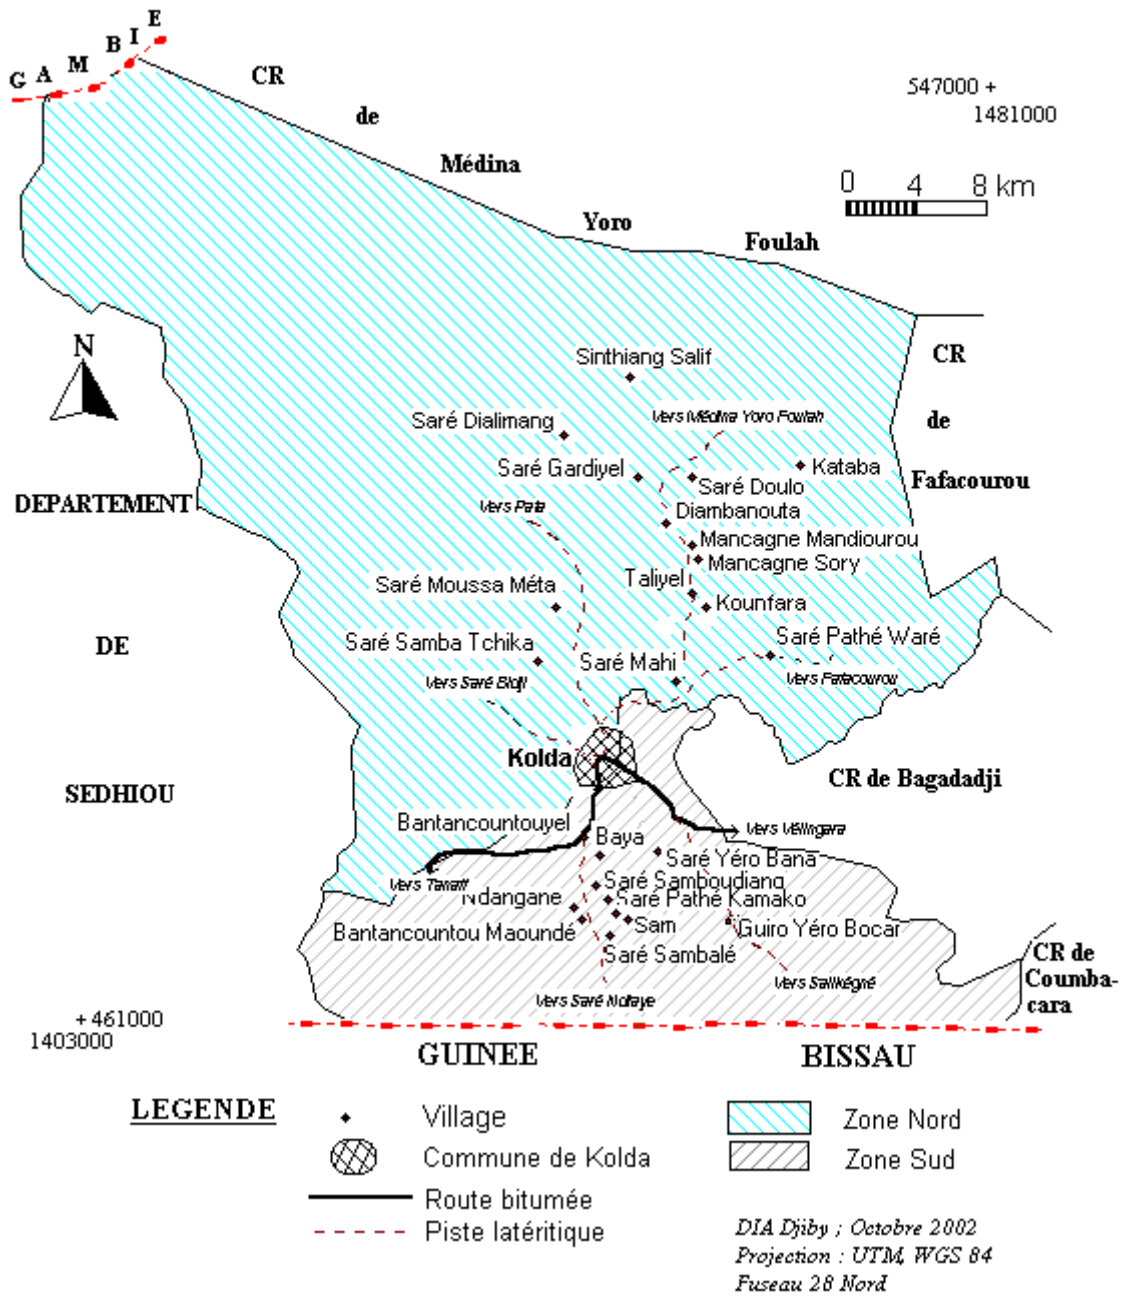 G A M B I E
CR
de
Médina
Yoro
Foulah
547000 +
1481000
0 4 8 km
N
CR
de
Fafacourou
Sinthiang Salif
Vers Médina Yoro Foulah
Saré Dialimang
Saré Gardiyel
Kataba
Saré Doulo
Vers Pata
Diambanouta
Mancagne Mandiourou
Mancagne Sory
Taliyel
Saré Moussa Méta
Kounfara
Saré Pathé Waré
Saré Samba Tchika
Saré Mahi
Vers Saré Bidji
Vers Fafacourou
DEPARTEMENT
DE
SEDHIOU
Kolda
CR de Bagadadji
Bantancountouyel
Vers Vélingara
Baya
Saré Yéro Bana
Vers Tanaff
Saré Samboudiang
Ndangane
Saré Pathé Kamako
Bantancountou Maoundé
Sam
Guiro Yéro Bocar
Saré Sambalé
Vers Salikégné
Vers Saré Ndiaye
CR de
Coumba-
cara
+ 461000
1403000
GUINEE BISSAU
LEGENDE
Village
Commune de Kolda
Route bitumée
Piste latéritique
Zone Nord
Zone Sud
DIA Djiby ; Octobre 2002
Projection : UTM, WGS 84
Fuseau 28 Nord